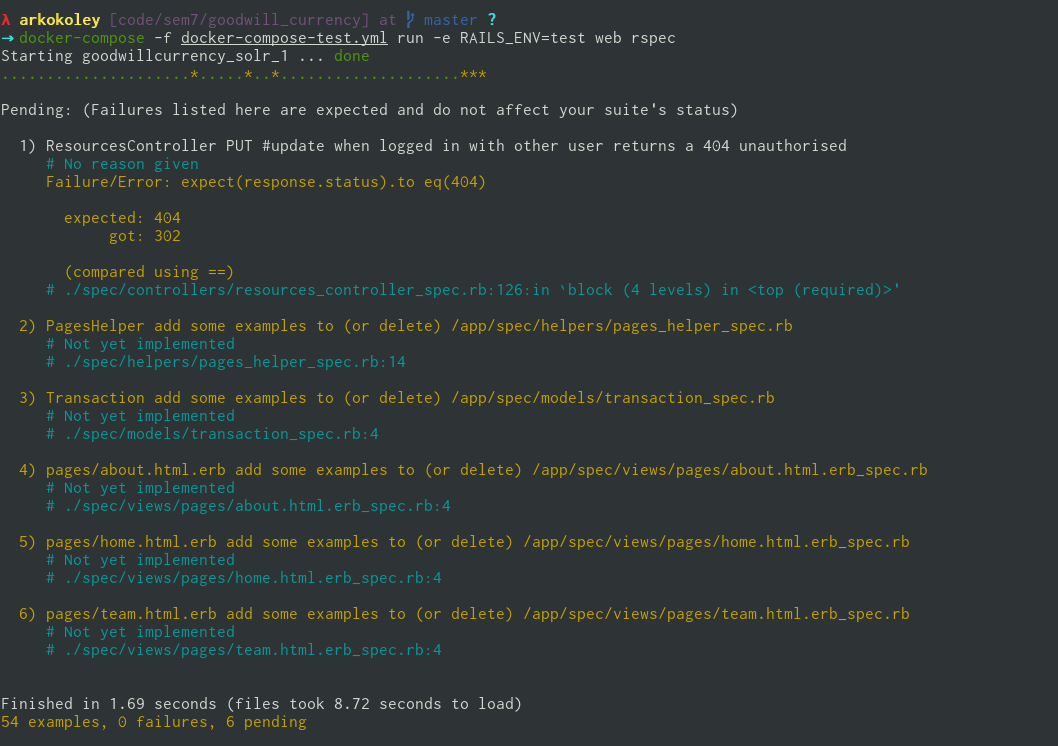 λ arkokoley [code/sem7/goodwill_currency] at master ?
→ docker-compose -f docker-compose-test.yml run -e RAILS_ENV=test web rspec
Starting goodwillcurrency_solr_1 ... done
.....................*.....*..*....................***
Pending: (Failures listed here are expected and do not affect your suite's status)
1) ResourcesController PUT #update when logged in with other user returns a 404 unauthorised
# No reason given
Failure/Error: expect(response.status).to eq(404)
expected: 404
got: 302
(compared using ==)
# ./spec/controllers/resources_controller_spec.rb:126:in `block (4 levels) in <top (required)>'
2) PagesHelper add some examples to (or delete) /app/spec/helpers/pages_helper_spec.rb
# Not yet implemented
# ./spec/helpers/pages_helper_spec.rb:14
3) Transaction add some examples to (or delete) /app/spec/models/transaction_spec.rb
# Not yet implemented
# ./spec/models/transaction_spec.rb:4
4) pages/about.html.erb add some examples to (or delete) /app/spec/views/pages/about.html.erb_spec.rb
# Not yet implemented
# ./spec/views/pages/about.html.erb_spec.rb:4
5) pages/home.html.erb add some examples to (or delete) /app/spec/views/pages/home.html.erb_spec.rb
# Not yet implemented
# ./spec/views/pages/home.html.erb_spec.rb:4
6) pages/team.html.erb add some examples to (or delete) /app/spec/views/pages/team.html.erb_spec.rb
# Not yet implemented
# ./spec/views/pages/team.html.erb_spec.rb:4
Finished in 1.69 seconds (files took 8.72 seconds to load)
54 examples, 0 failures, 6 pending